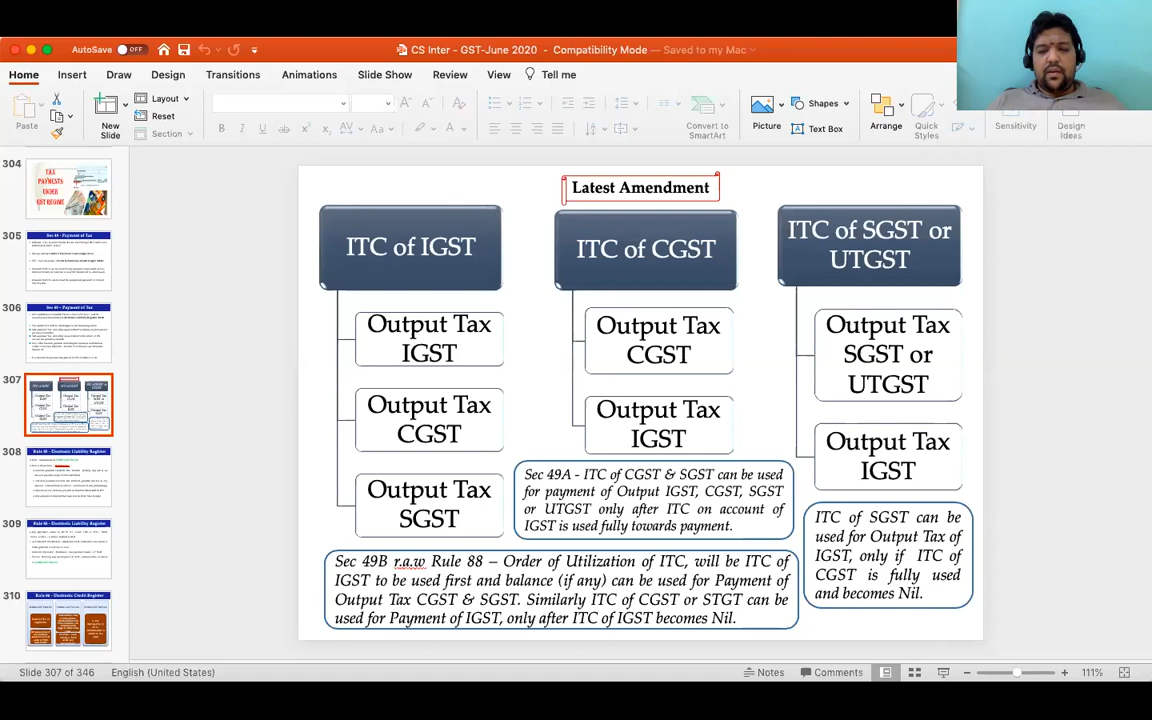 AutoSave OFF
CS Inter - GST-June 2020 - Compatibility Mode — Saved to my Mac
Home Insert Draw Design Transitions Animations Slide Show Review View Tell me
Paste
New
Slide
Layout
Reset
Section
Convert to
SmartArt
Picture
Shapes
Text Box
Arrange
Quick
Styles
Sensitivity
Design
Ideas
304
TAX
PAYMENTS
UNDER
GST REGIME
305
306
307
308
309
310
Latest Amendment
ITC of IGST
Output Tax
IGST
Output Tax
CGST
Output Tax
SGST
ITC of CGST
Output Tax
CGST
Output Tax
IGST
ITC of SGST or
UTGST
Output Tax
SGST or
UTGST
Output Tax
IGST
Sec 49A - ITC of CGST & SGST can be used
for payment of Output IGST, CGST, SGST
or UTGST only after ITC on account of
IGST is used fully towards payment.
ITC of SGST can be
used for Output Tax of
IGST, only if ITC of
CGST is fully used
and becomes Nil.
Sec 49B r.a.w Rule 88 – Order of Utilization of ITC, will be ITC of
IGST to be used first and balance (if any) can be used for Payment of
Output Tax CGST & SGST. Similarly ITC of CGST or STGT can be
used for Payment of IGST, only after ITC of IGST becomes Nil.
Slide 307 of 346 English (United States)
Notes Comments 111%